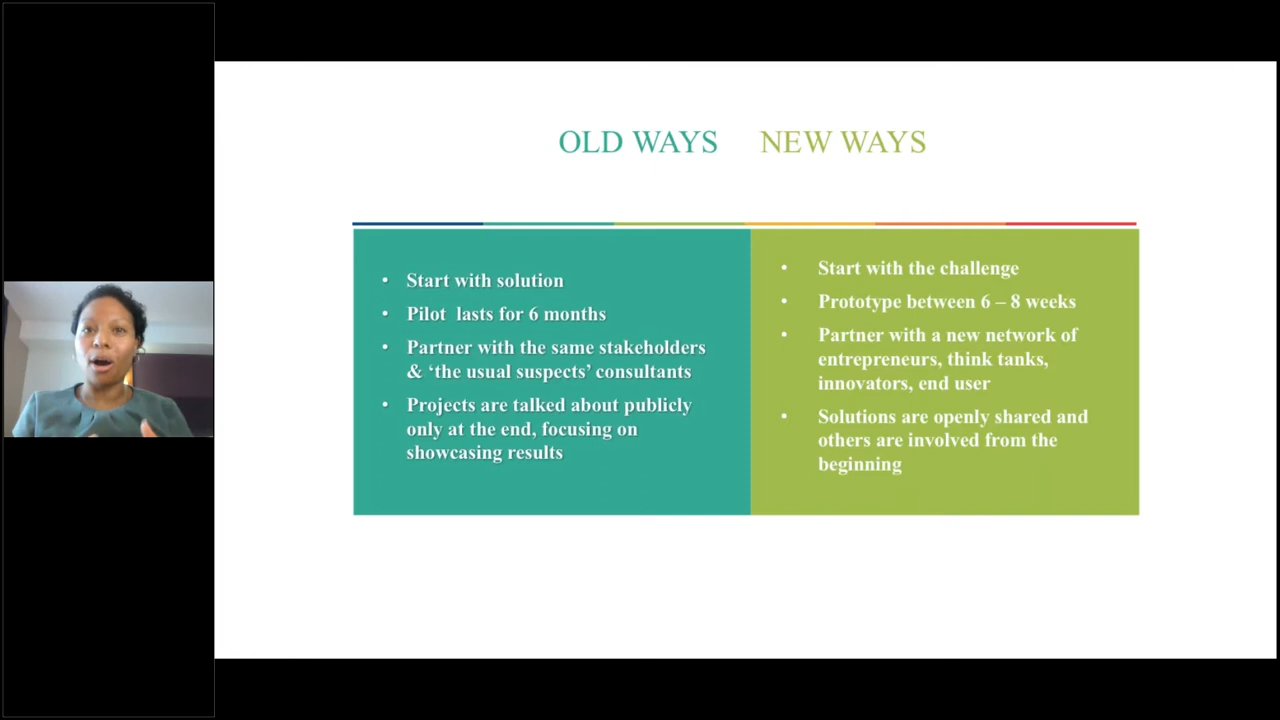 OLD WAYS NEW WAYS
• Start with solution
• Pilot lasts for 6 months
• Partner with the same stakeholders
& ‘the usual suspects’ consultants
• Projects are talked about publicly
only at the end, focusing on
showcasing results
• Start with the challenge
• Prototype between 6 – 8 weeks
• Partner with a new network of
entrepreneurs, think tanks,
innovators, end user
• Solutions are openly shared and
others are involved from the
beginning